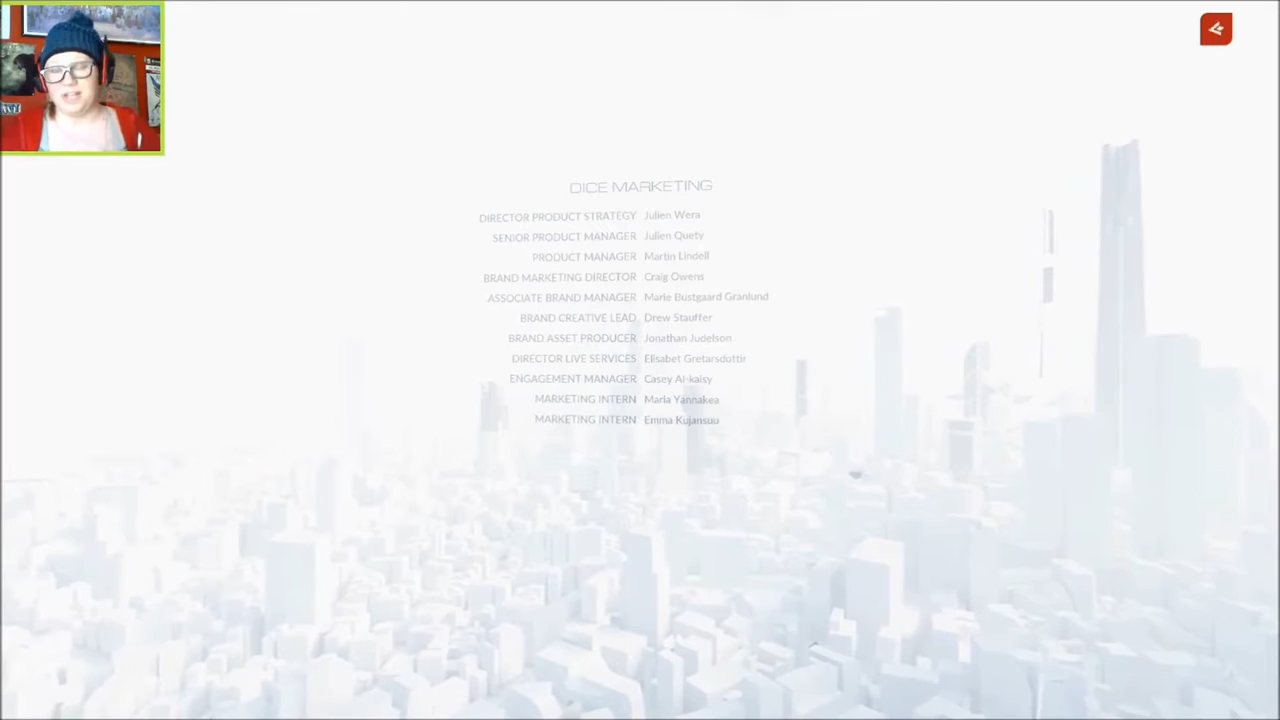 DICE MARKETING
DIRECTOR PRODUCT STRATEGY Julien Wera
SENIOR PRODUCT MANAGER Julien Quety
PRODUCT MANAGER Martin Lindell
BRAND MARKETING DIRECTOR Craig Owens
ASSOCIATE BRAND MANAGER Marie Bustgaard Granlund
BRAND CREATIVE LEAD Drew Stauffer
BRAND ASSET PRODUCER Jonathan Judelson
DIRECTOR LIVE SERVICES Elisabet Gretarsdottir
ENGAGEMENT MANAGER Casey Al-kaisy
MARKETING INTERN Maria Yannakea
MARKETING INTERN Emma Kujansuu